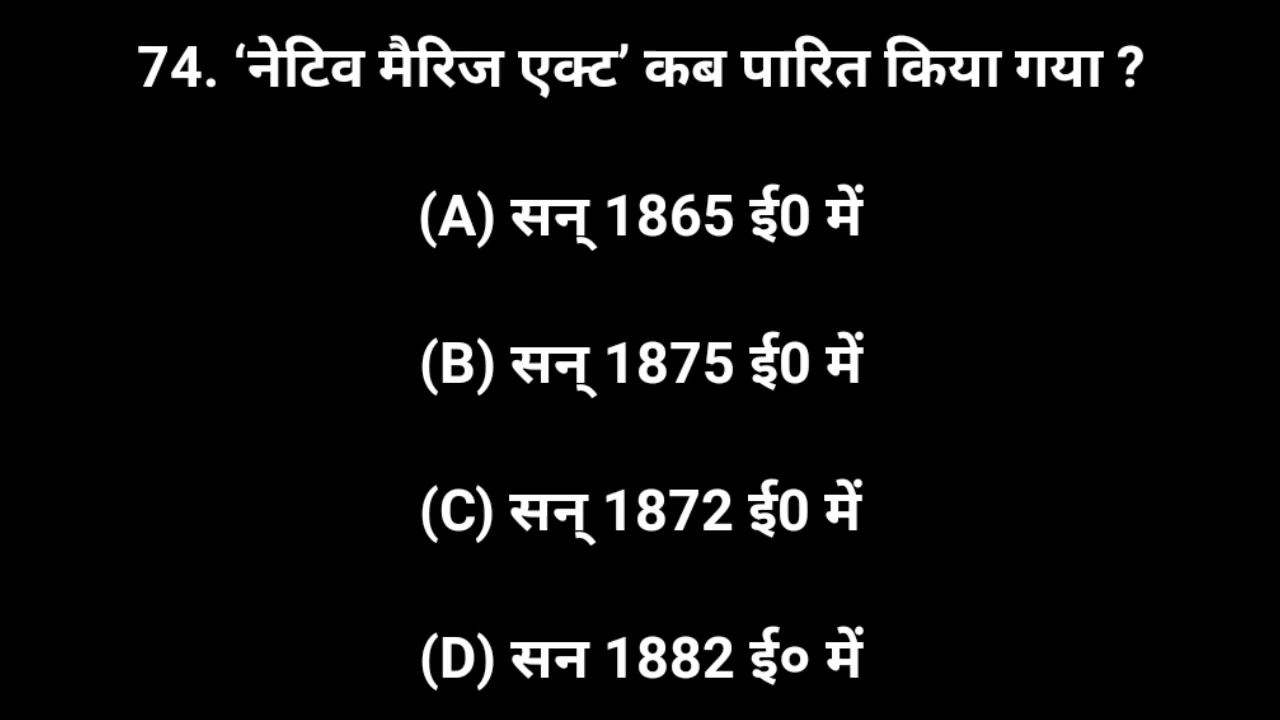 74. ‘नेटिव मैरिज एक्ट’ कब पारित किया गया ?
(A) सन् 1865 ई0 में
(B) सन् 1875 ई0 में
(C) सन् 1872 ई0 में
(D) सन 1882 ई० में